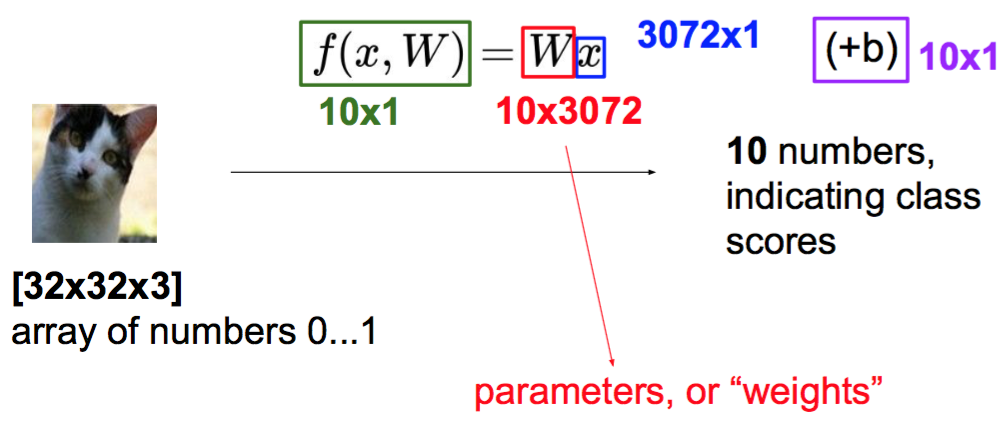 f(x, W) = Wx
3072x1
(+b)
10x1
10x1
10x3072
10 numbers,
indicating class
scores
[32x32x3]
array of numbers 0...1
parameters, or “weights”